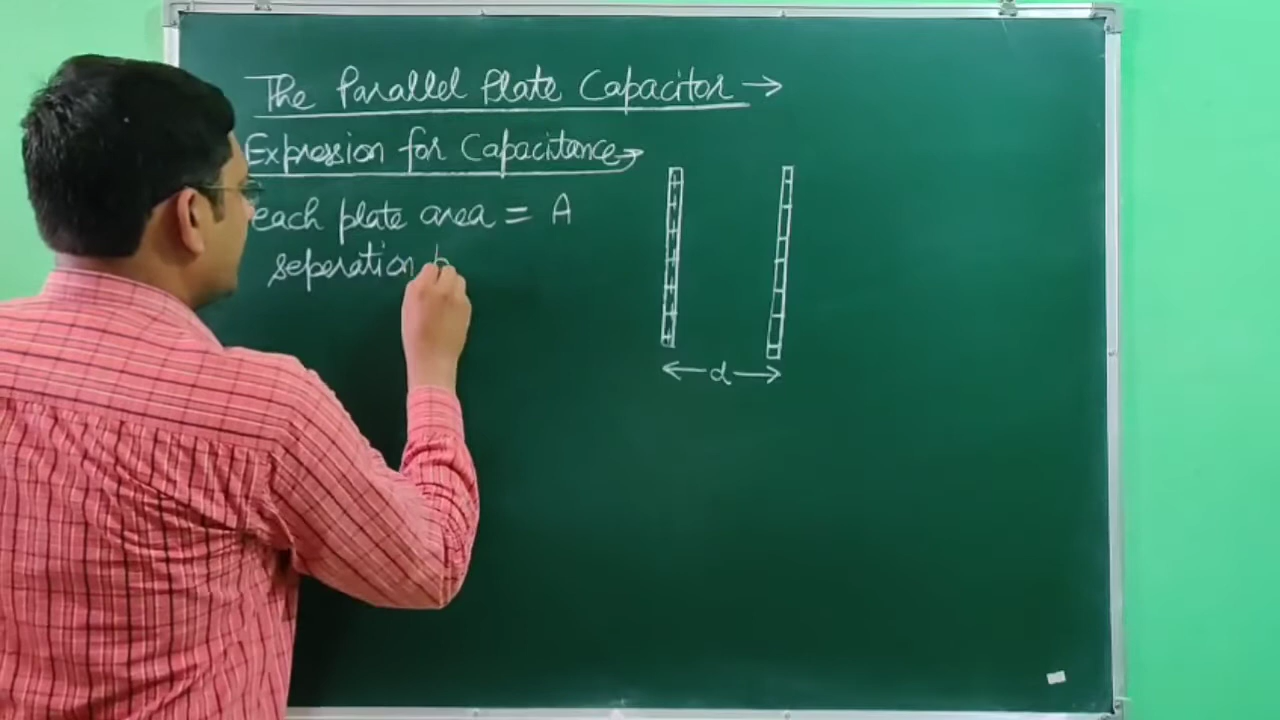 The Parallel Plate Capacitor →
Expression for Capacitance →
each plate area = A
seperation b
← d →